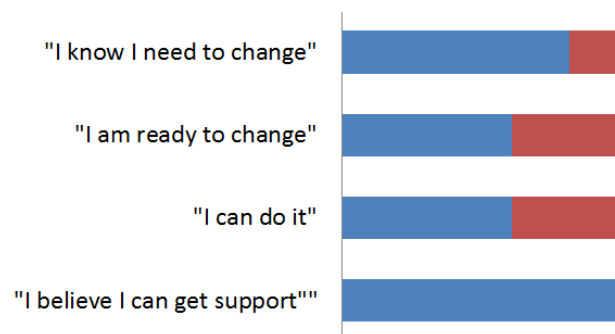 "I know I need to change"
"I am ready to change"
"I can do it"
"I believe I can get support""